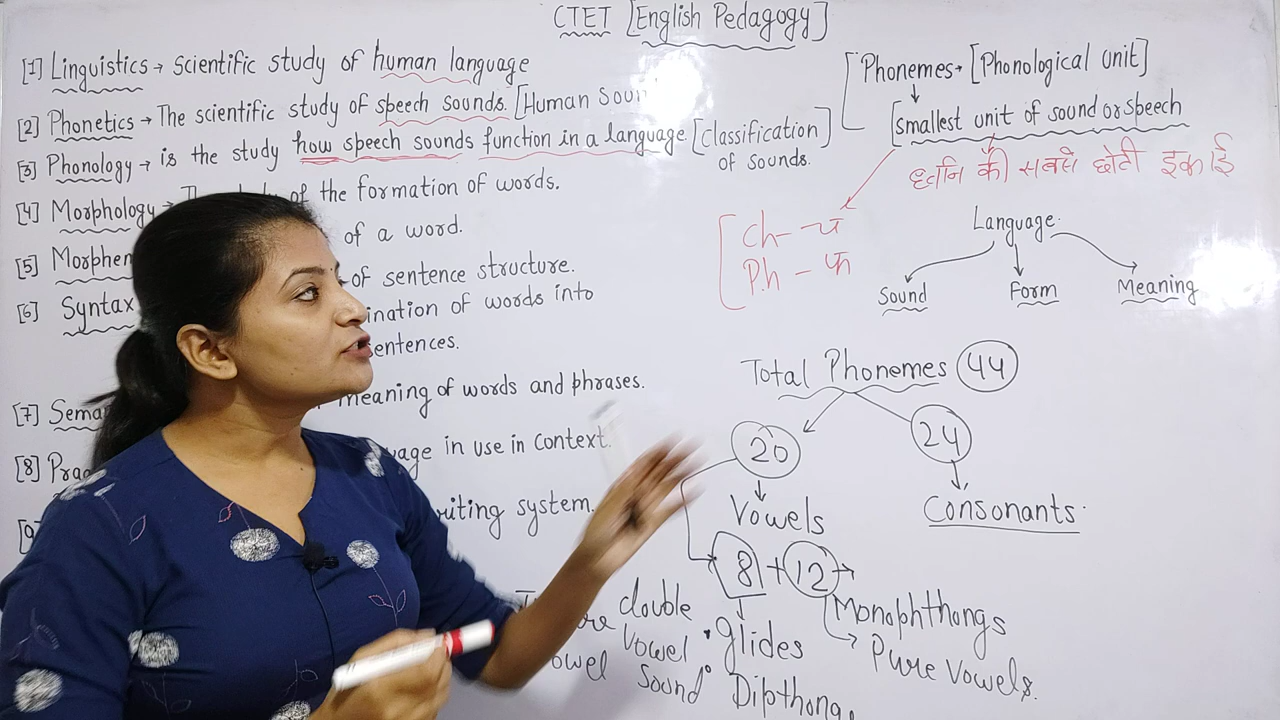 CTET [English Pedagogy]
[1] Linguistics → Scientific study of human language
[2] Phonetics → The scientific study of speech sounds. [Human Soun
[3] Phonology → is the study how speech sounds function in a language [classification of sounds.]
[4] Morphology of the formation of words.
[5] Morphem of a word.
[6] Syntax of sentence structure.
ination of words into
entences.
[7] Sema meaning of words and phrases.
[8] Prag uage in use in context.
[9 riting system.
Phonemes → [Phonological Unit]
[smallest unit of sound or speech
ध्वनि की सबसे छोटी इकाई
ch - च
Ph - फ
Language
Sound Form Meaning
Total Phonemes 44
20 24
Vowels Consonants
8 + 12 →
Monophthongs
Pure Vowels.
Glides
Dipthong
re double
Vowel
owel Sound